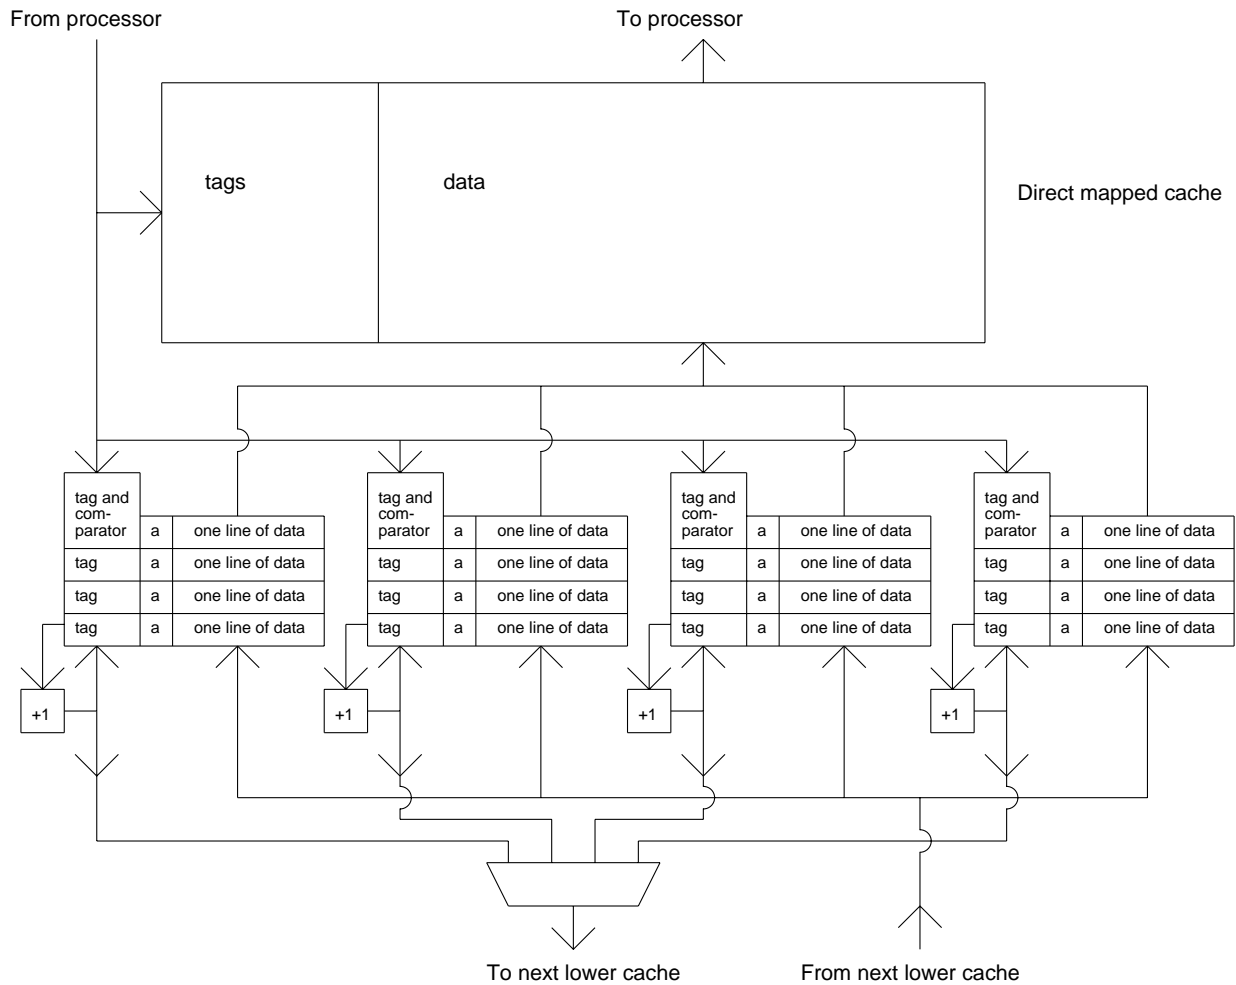 From processor
To processor
tags
data
Direct mapped cache
tag and
com-
parator
a
one line of data
tag
a
one line of data
tag
a
one line of data
tag
a
one line of data
+1
tag and
com-
parator
a
one line of data
tag
a
one line of data
tag
a
one line of data
tag
a
one line of data
+1
tag and
com-
parator
a
one line of data
tag
a
one line of data
tag
a
one line of data
tag
a
one line of data
+1
tag and
com-
parator
a
one line of data
tag
a
one line of data
tag
a
one line of data
tag
a
one line of data
+1
To next lower cache
From next lower cache